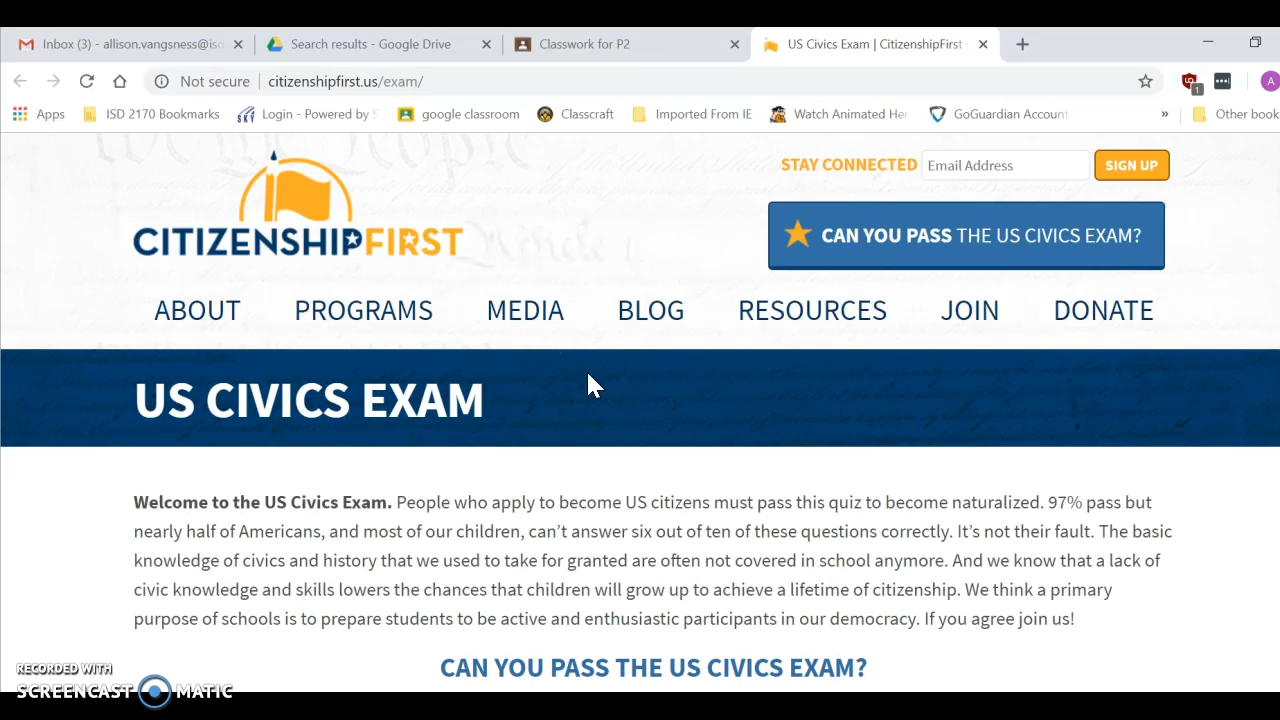 Inbox (3) - allison.vangsness@isd
Search results - Google Drive
Classwork for P2
US Civics Exam | CitizenshipFirst
Not secure
citizenshipfirst.us/exam/
1
A
Apps
ISD 2170 Bookmarks
Login - Powered by S
google classroom
Classcraft
Imported From IE
Watch Animated He
GoGuardian Account
»
Other book
We the People
Article 1
CITIZENSHIPFIRST
STAY CONNECTED
Email Address
SIGN UP
CAN YOU PASS THE US CIVICS EXAM?
ABOUT PROGRAMS MEDIA BLOG RESOURCES JOIN DONATE
US CIVICS EXAM
Welcome to the US Civics Exam. People who apply to become US citizens must pass this quiz to become naturalized. 97% pass but
nearly half of Americans, and most of our children, can’t answer six out of ten of these questions correctly. It’s not their fault. The basic
knowledge of civics and history that we used to take for granted are often not covered in school anymore. And we know that a lack of
civic knowledge and skills lowers the chances that children will grow up to achieve a lifetime of citizenship. We think a primary
purpose of schools is to prepare students to be active and enthusiastic participants in our democracy. If you agree join us!
CAN YOU PASS THE US CIVICS EXAM?
RECORDED WITH
SCREENCAST MATIC